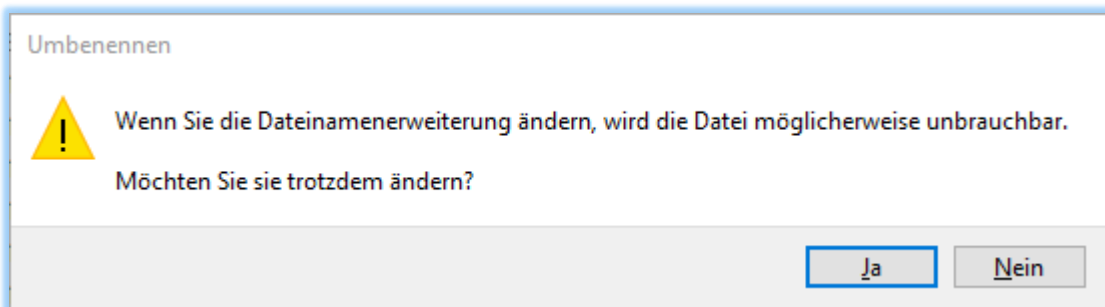 Umbenennen
Wenn Sie die Dateinamenerweiterung ändern, wird die Datei möglicherweise unbrauchbar.
Möchten Sie sie trotzdem ändern?
Ja
Nein